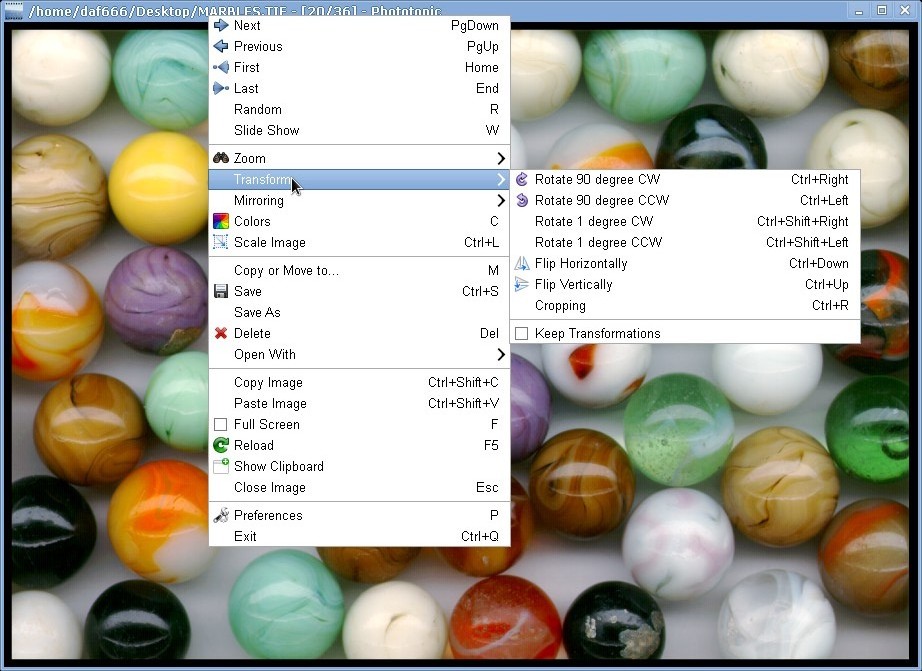 /home/daf666/Desktop/MARBLES.TIF - [20/36] - Phototonic
Next PgDown
Previous PgUp
First Home
Last End
Random R
Slide Show W
Zoom
Transform
Mirroring
Colors C
Scale Image Ctrl+L
Copy or Move to... M
Save Ctrl+S
Save As
Delete Del
Open With
Copy Image Ctrl+Shift+C
Paste Image Ctrl+Shift+V
Full Screen F
Reload F5
Show Clipboard
Close Image Esc
Preferences P
Exit Ctrl+Q
Rotate 90 degree CW Ctrl+Right
Rotate 90 degree CCW Ctrl+Left
Rotate 1 degree CW Ctrl+Shift+Right
Rotate 1 degree CCW Ctrl+Shift+Left
Flip Horizontally Ctrl+Down
Flip Vertically Ctrl+Up
Cropping Ctrl+R
Keep Transformations